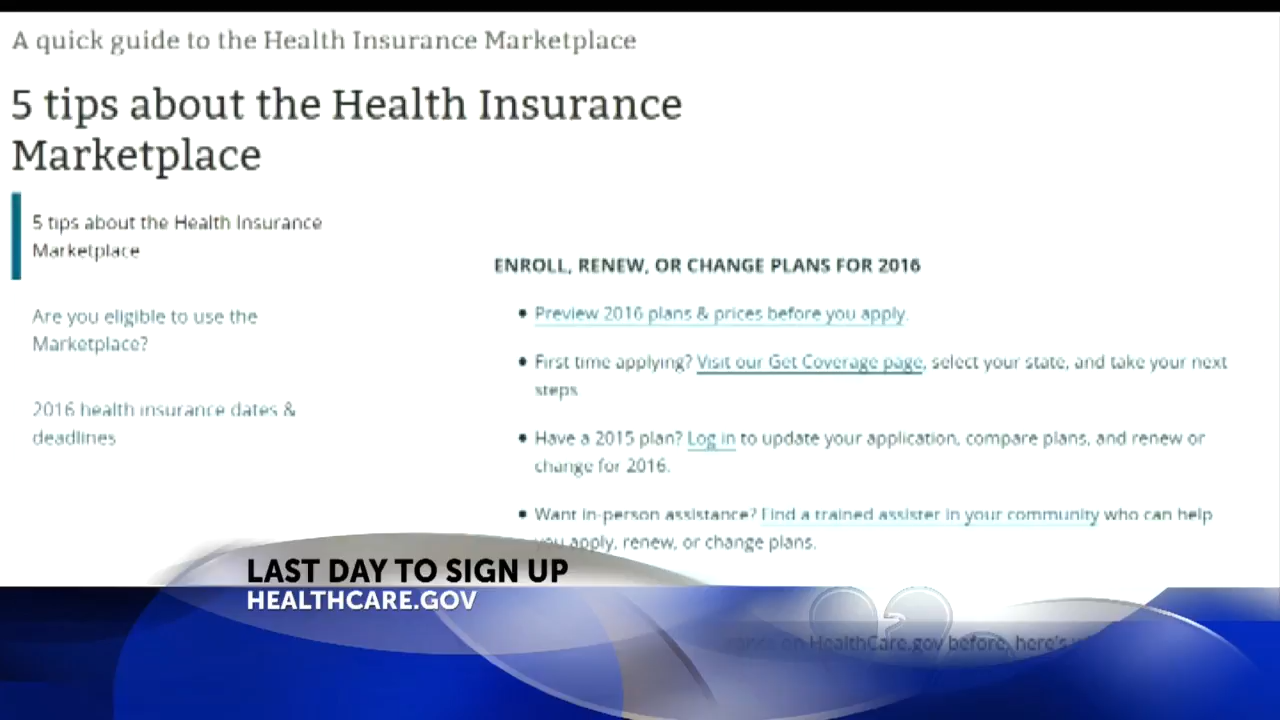 A quick guide to the Health Insurance Marketplace
5 tips about the Health Insurance
Marketplace
5 tips about the Health Insurance
Marketplace
Are you eligible to use the
Marketplace?
2016 health insurance dates &
deadlines
ENROLL, RENEW, OR CHANGE PLANS FOR 2016
• Preview 2016 plans & prices before you apply.
• First time applying? Visit our Get Coverage page, select your state, and take your next
steps
• Have a 2015 plan? Log in to update your application, compare plans, and renew or
change for 2016.
• Want in-person assistance? Find a trained assister in your community who can help
you apply, renew, or change plans.
LAST DAY TO SIGN UP
HEALTHCARE.GOV
on HealthCare.gov before, here's